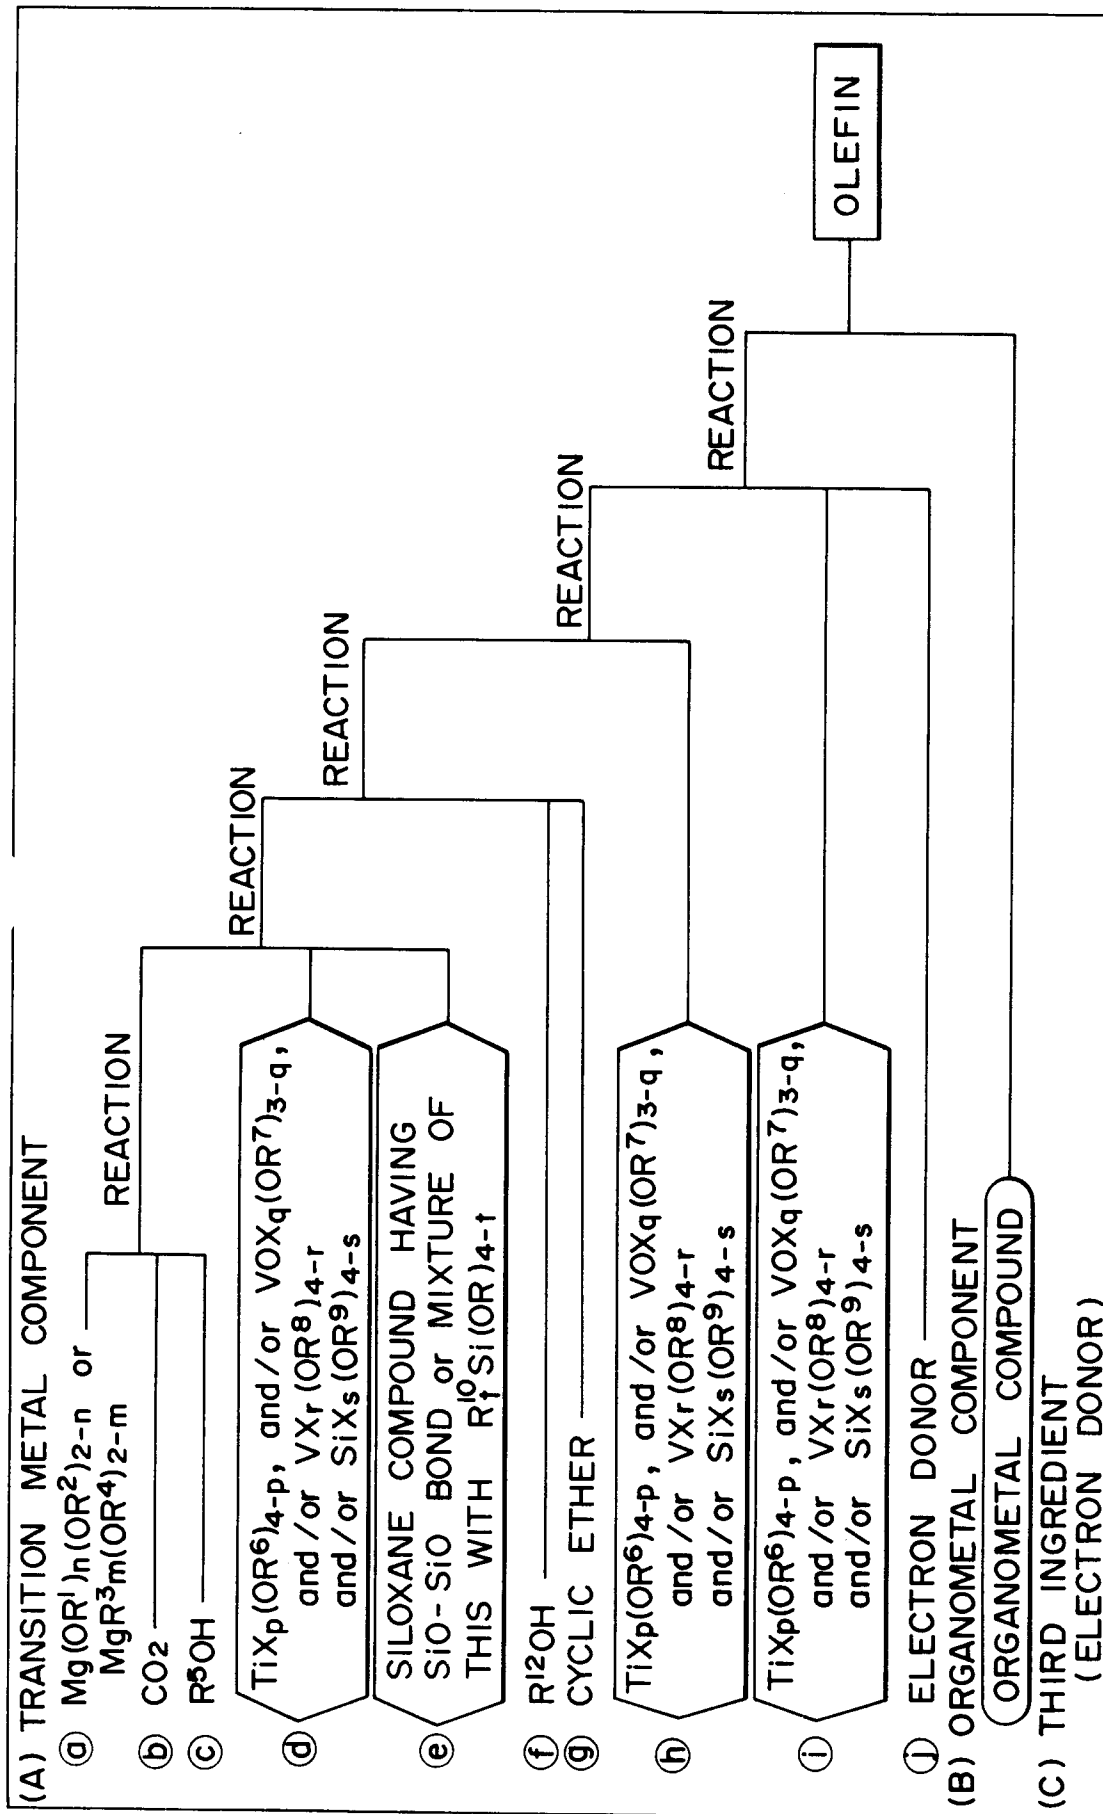 (A) TRANSITION METAL COMPONENT
ⓐ Mg(OR¹)n(OR²)2-n or
MgR³m(OR⁴)2-m
REACTION
ⓑ CO2
ⓒ R⁵OH
REACTION
ⓓ TiXp(OR⁶)4-p, and/or VOXq(OR⁷)3-q,
and/or VXr(OR⁸)4-r
and/or SiXs(OR⁹)4-s
REACTION
ⓔ SILOXANE COMPOUND HAVING
SiO-SiO BOND or MIXTURE OF
THIS WITH R¹⁰tSi(OR)4-t
ⓕ R¹²OH
ⓖ CYCLIC ETHER
REACTION
ⓗ TiXp(OR⁶)4-p, and/or VOXq(OR⁷)3-q,
and/or VXr(OR⁸)4-r
and/or SiXs(OR⁹)4-s
REACTION
ⓘ TiXp(OR⁶)4-p, and/or VOXq(OR⁷)3-q,
and/or VXr(OR⁸)4-r
and/or SiXs(OR⁹)4-s
OLEFIN
ⓙ ELECTRON DONOR
(B) ORGANOMETAL COMPONENT
ORGANOMETAL COMPOUND
(C) THIRD INGREDIENT
(ELECTRON DONOR)